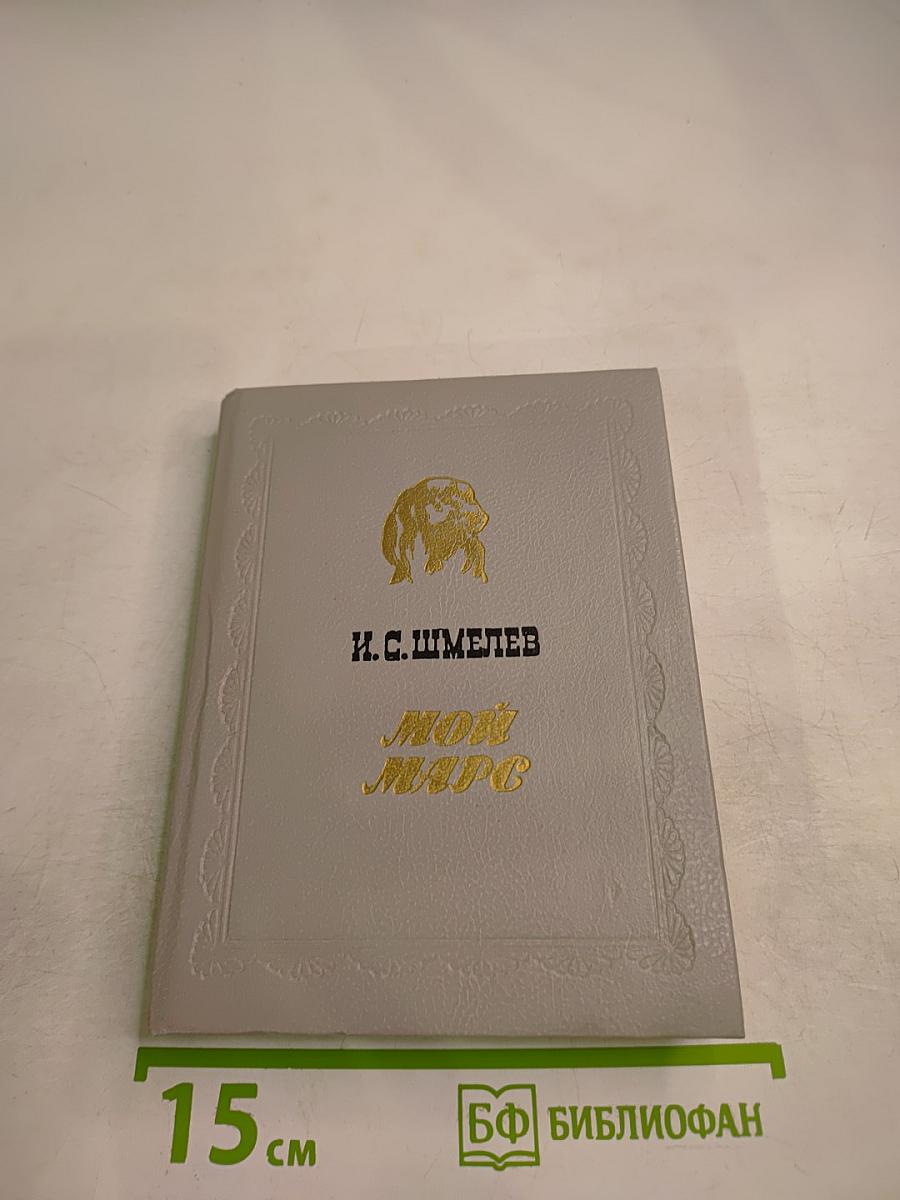 И. С. ШМЕЛЕВ
МОЙ
МАРС
15 см
БФ БИБЛИОФАН